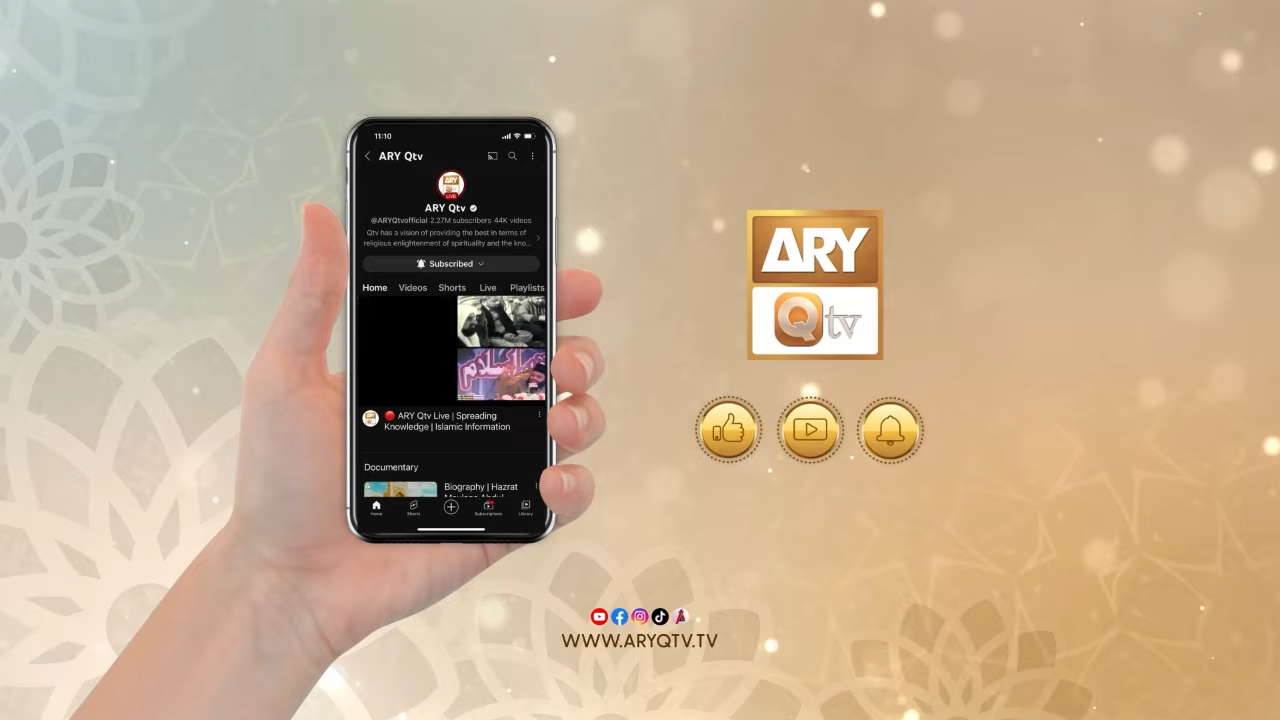 11:10
ARY Qtv
ARY
LIVE
ARY Qtv
@ARYQtvofficial 2.27M subscribers 44K videos
Qtv has a vision of providing the best in terms of
religious enlightenment of spirituality and the kno...
Subscribed
Home Videos Shorts Live Playlists
ARY Qtv Live | Spreading
Knowledge | Islamic Information
Documentary
Biography | Hazrat
Home Shorts Subscriptions Library
ARY
Qtv
WWW.ARYQTV.TV